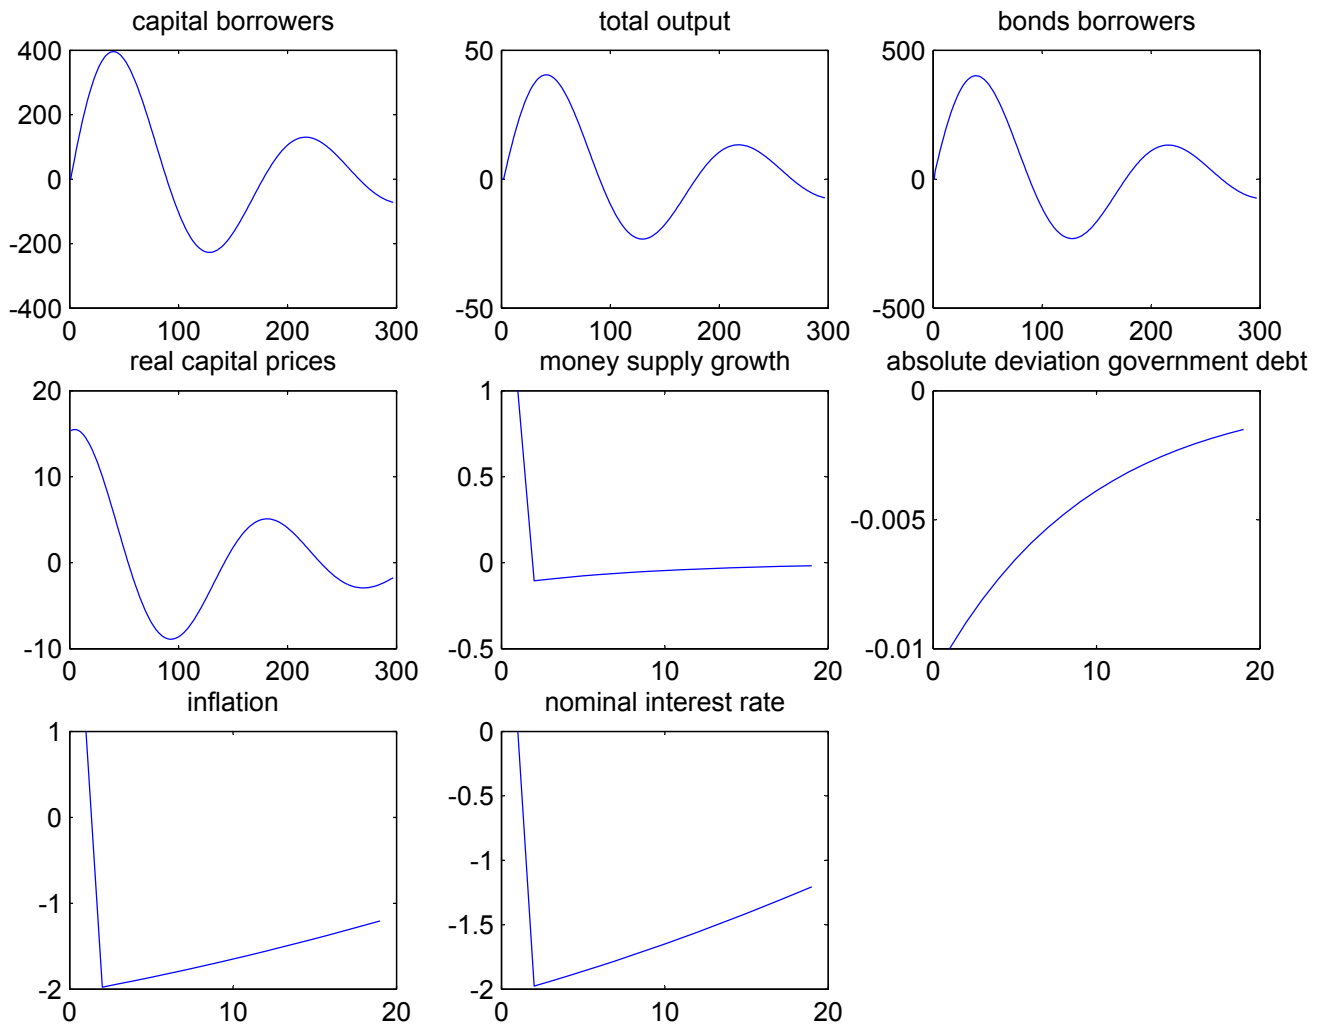 capital borrowers
400
200
0
-200
-400
0 100 200 300
total output
50
0
-50
0 100 200 300
bonds borrowers
500
0
-500
0 100 200 300
real capital prices
20
10
0
-10
0 100 200 300
money supply growth
1
0.5
0
-0.5
0 10 20
absolute deviation government debt
0
-0.005
-0.01
0 10 20
inflation
1
0
-1
-2
0 10 20
nominal interest rate
0
-0.5
-1
-1.5
-2
0 10 20